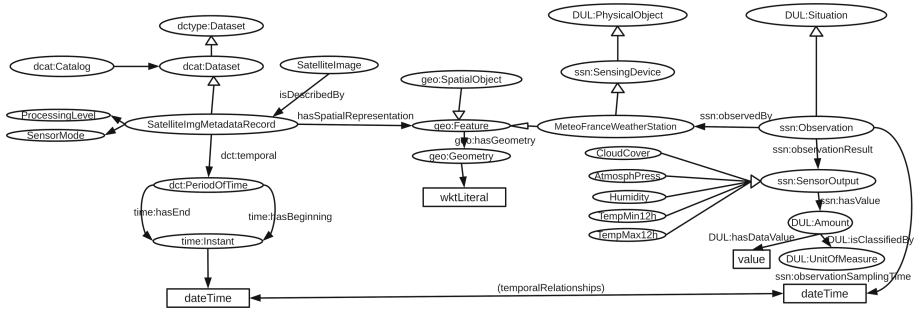 dctype:Dataset
DUL:PhysicalObject
DUL:Situation
dcat:Catalog
dcat:Dataset
SatelliteImage
geo:SpatialObject
ssn:SensingDevice
isDescribedBy
ProcessingLevel
SensorMode
SatelliteImgMetadataRecord
hasSpatialRepresentation
geo:Feature
MeteoFranceWeatherStation
ssn:observedBy
ssn:Observation
geo:hasGeometry
ssn:observationResult
dct:temporal
geo:Geometry
CloudCover
AtmosphPress
Humidity
TempMin12h
TempMax12h
ssn:SensorOutput
dct:PeriodOfTime
wktLiteral
ssn:hasValue
time:hasEnd
time:hasBeginning
DUL:Amount
time:Instant
DUL:hasDataValue
DUL:isClassifiedBy
value
DUL:UnitOfMeasure
ssn:observationSamplingTime
dateTime
(temporalRelationships)
dateTime